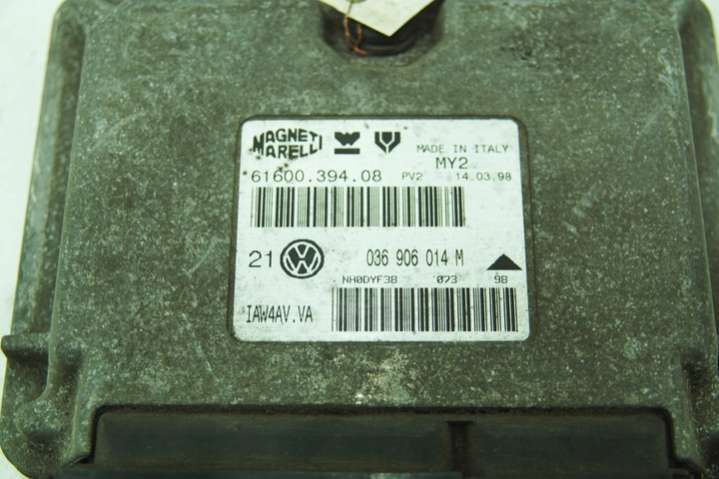 MAGNETI
MARELLI
MADE IN ITALY
MY2
61600.394.08 PV2 14.03.98
21 036 906 014 M
NH0DYF38 073 98
IAW4AV.VA